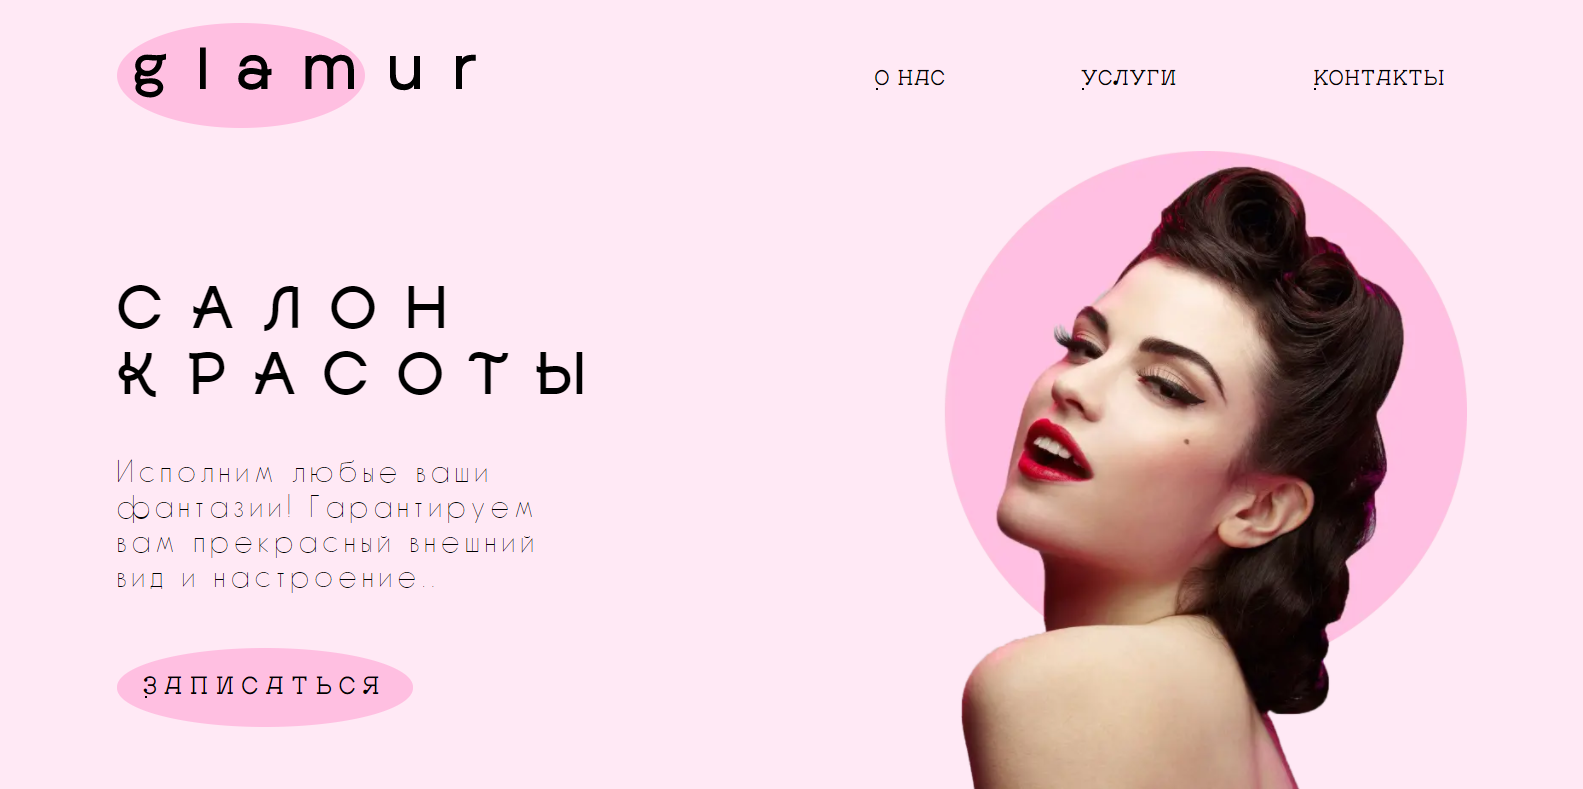 glamur
О НАС
УСЛУГИ
КОНТАКТЫ
САЛОН
КРАСОТЫ
Исполним любые ваши
фантазии! Гарантируем
вам прекрасный внешний
вид и настроение..
ЗАПИСАТЬСЯ